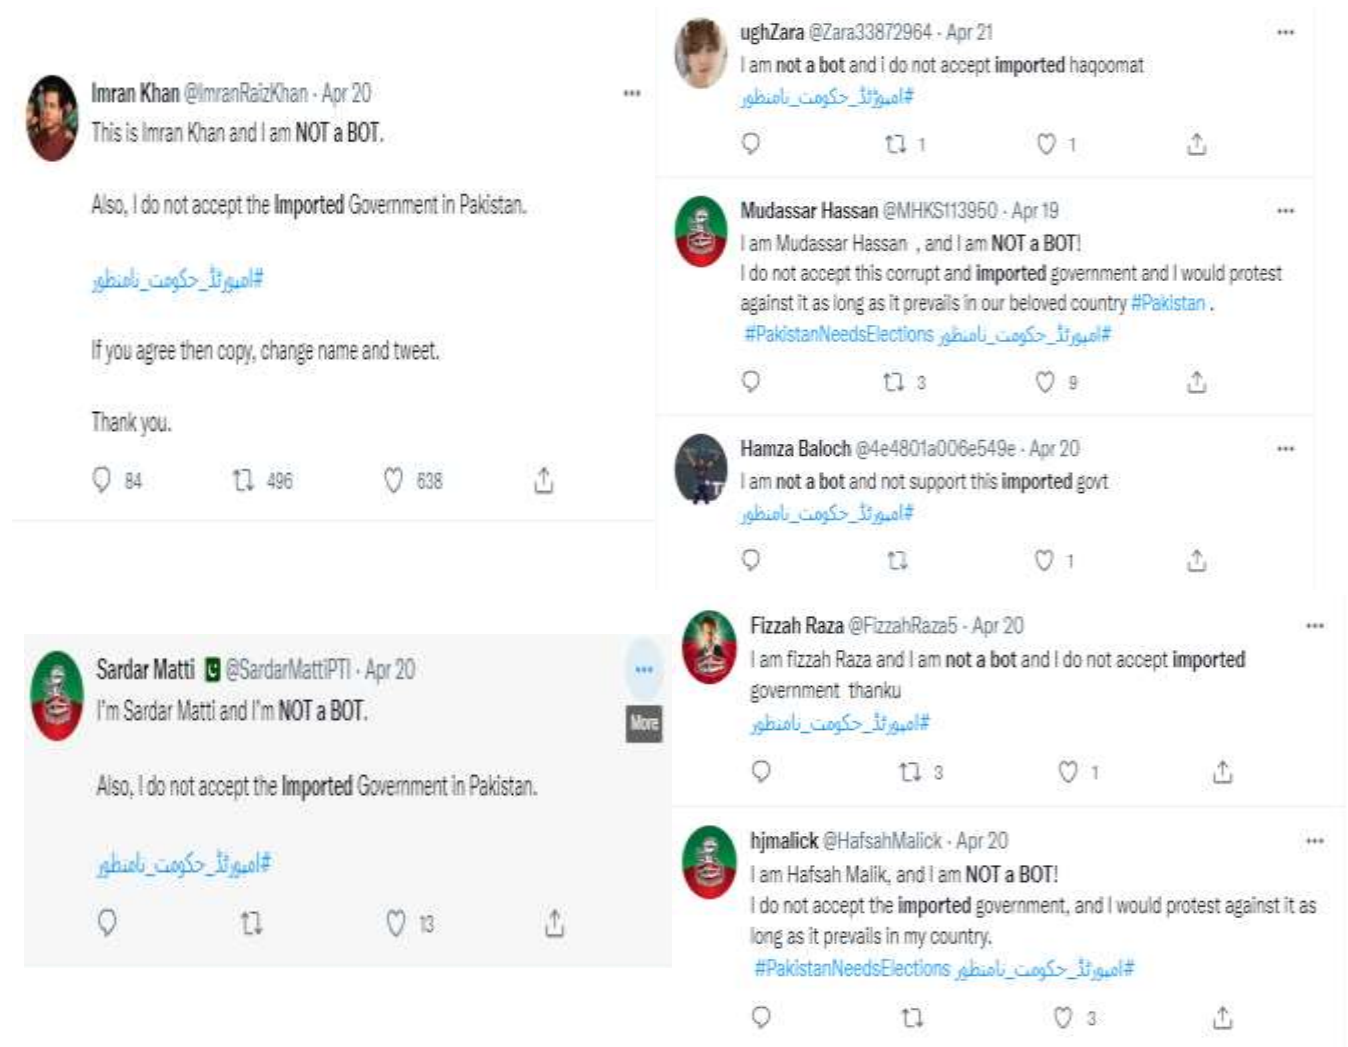 Imran Khan @ImranRaizKhan · Apr 20
This is Imran Khan and I am NOT a BOT.
Also, I do not accept the Imported Government in Pakistan.
#امپورٹڈ_حکومت_نامنظور
If you agree then copy, change name and tweet.
Thank you.
84 496 638
Sardar Matti @SardarMattiPTI · Apr 20
I'm Sardar Matti and I'm NOT a BOT.
More
Also, I do not accept the Imported Government in Pakistan.
#امپورٹڈ_حکومت_نامنظور
13
ughZara @Zara33872964 · Apr 21
I am not a bot and i do not accept imported haqoomat
#امپورٹڈ_حکومت_نامنظور
1 1
Mudassar Hassan @MHKS113950 · Apr 19
I am Mudassar Hassan , and I am NOT a BOT!
I do not accept this corrupt and imported government and I would protest
against it as long as it prevails in our beloved country #Pakistan .
#PakistanNeedsElections #امپورٹڈ_حکومت_نامنظور
3 9
Hamza Baloch @4e4801a006e549e · Apr 20
I am not a bot and not support this imported govt
#امپورٹڈ_حکومت_نامنظور
1
Fizzah Raza @FizzahRaza5 · Apr 20
I am fizzah Raza and I am not a bot and I do not accept imported
government thanku
#امپورٹڈ_حکومت_نامنظور
3 1
hjmalick @HafsahMalick · Apr 20
I am Hafsah Malik, and I am NOT a BOT!
I do not accept the imported government, and I would protest against it as
long as it prevails in my country.
#PakistanNeedsElections #امپورٹڈ_حکومت_نامنظور
3